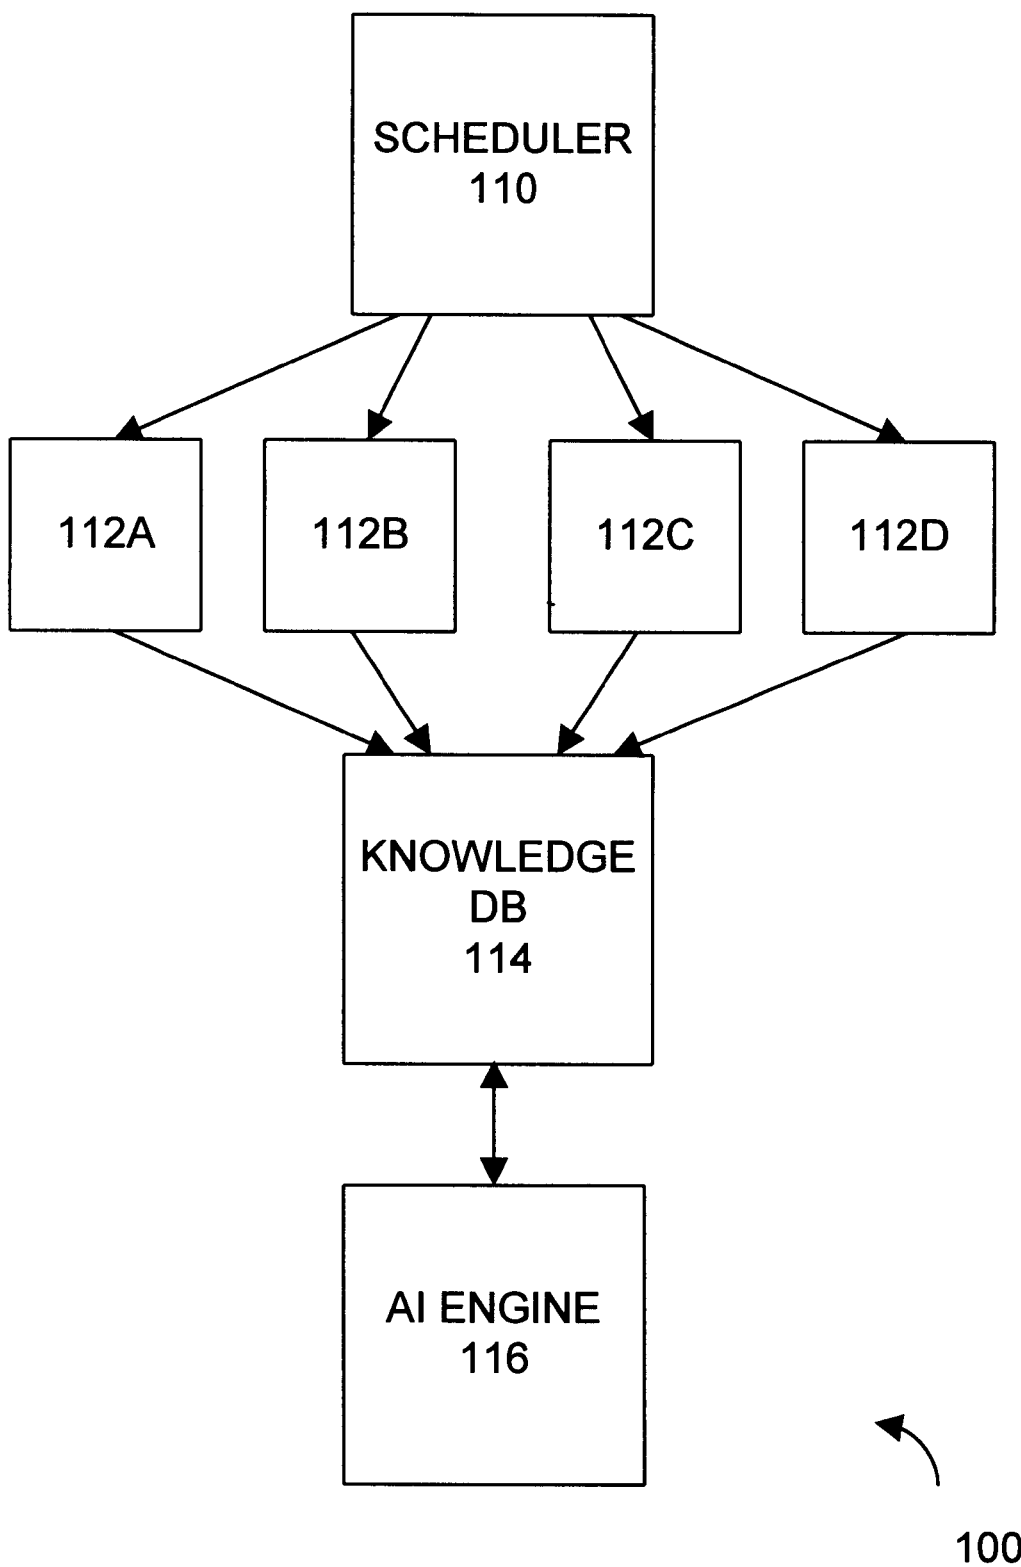 SCHEDULER
110
112A
112B
112C
112D
KNOWLEDGE
DB
114
AI ENGINE
116
100